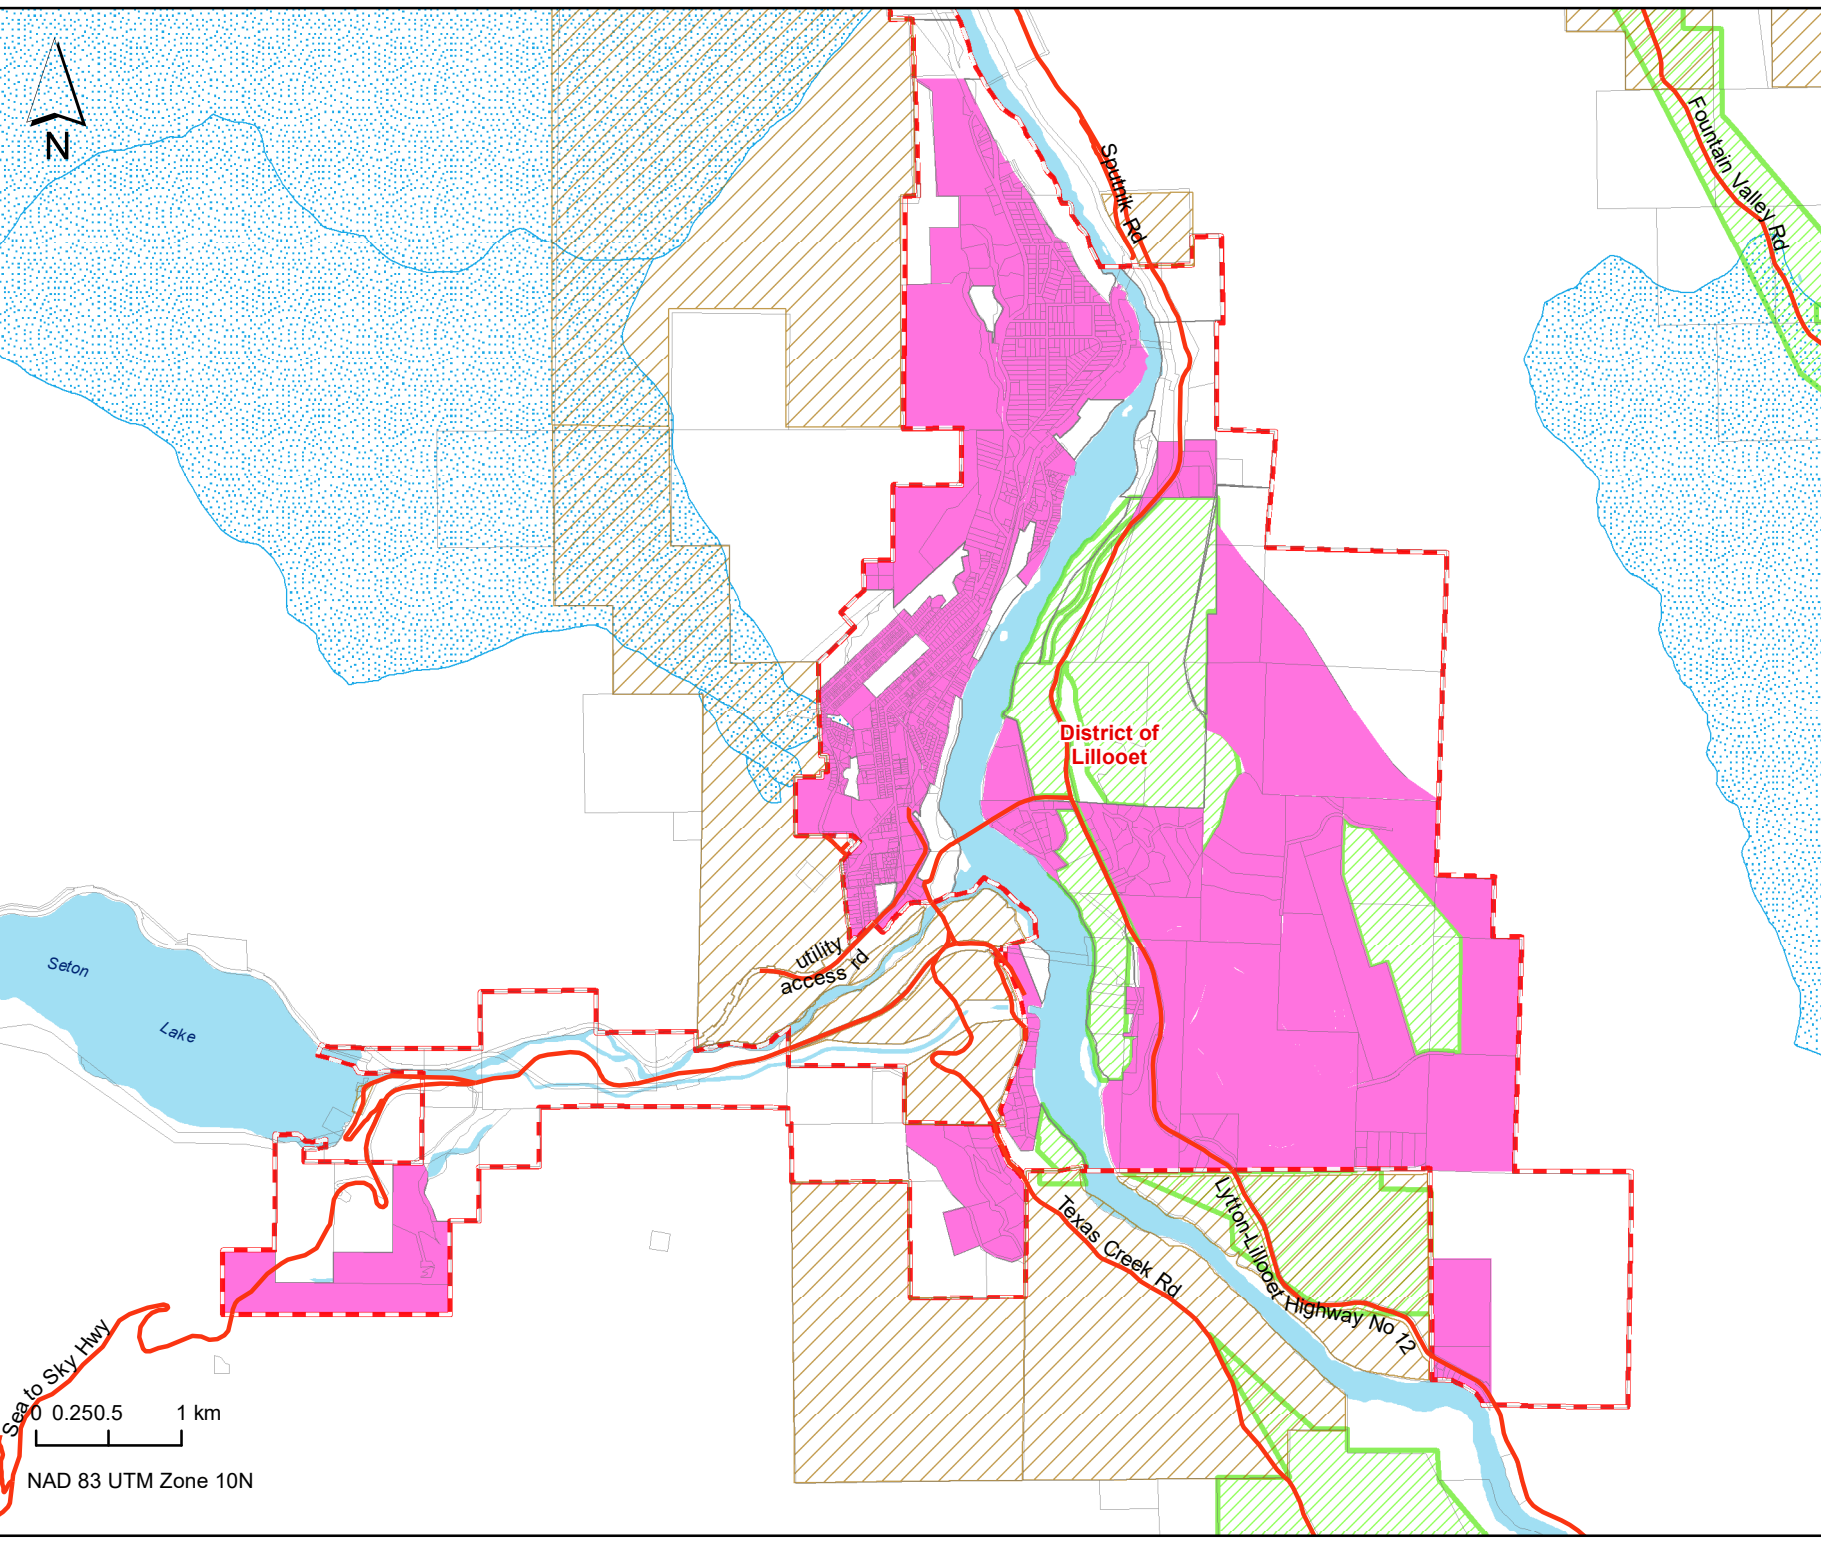 N
Sputnik Rd
Fountain Valley Rd
District of
Lillooet
utility
access rd
Seton
Lake
Texas Creek Rd
Lytton-Lillooet Highway No 12
Sea to Sky Hwy
0 0.250.5 1 km
NAD 83 UTM Zone 10N